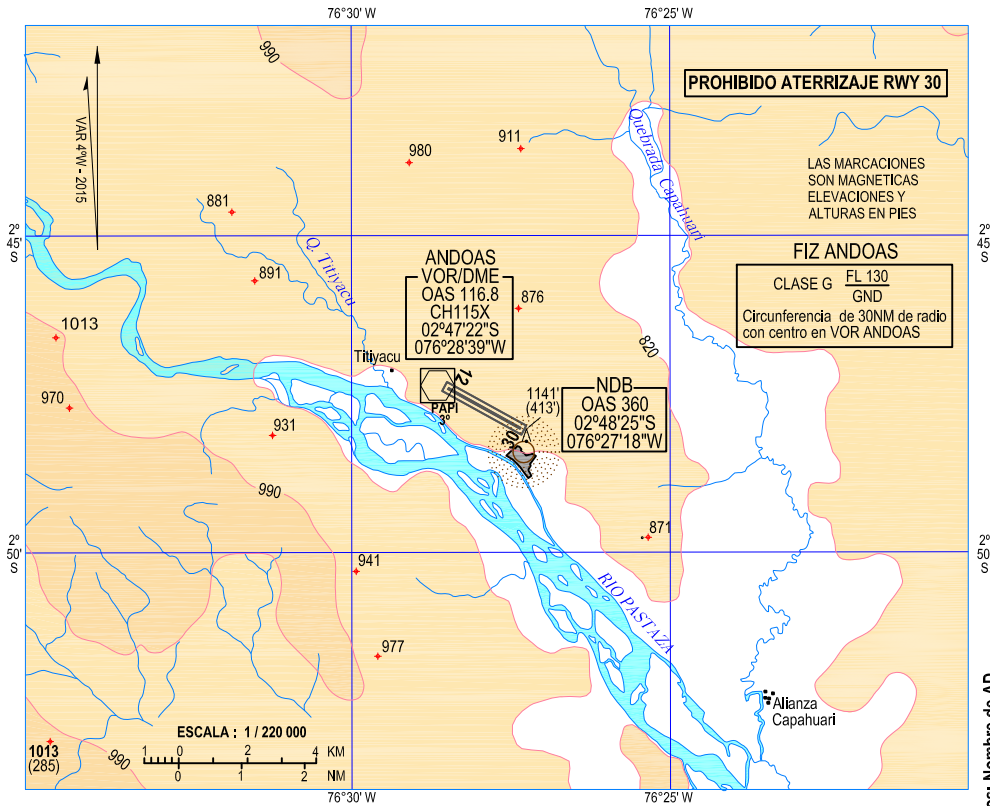 76°30' W
76°25' W
990
PROHIBIDO ATERRIZAJE RWY 30
VAR 4°W - 2015
Quebrada Capahuari
911
980
LAS MARCACIONES
SON MAGNETICAS
ELEVACIONES Y
ALTURAS EN PIES
881
2°
45'
S
2°
45'
S
Q. Titiyacu
FIZ ANDOAS
CLASE G FL 130
GND
Circunferencia de 30NM de radio
con centro en VOR ANDOAS
ANDOAS
VOR/DME
OAS 116.8
CH115X
02°47'22"S
076°28'39"W
891
876
1013
820
Titiyacu
12
PAPI
3°
1141'
(413')
NDB
OAS 360
02°48'25"S
076°27'18"W
970
931
30
990
871
2°
50'
S
2°
50'
S
941
RIO PASTAZA
977
Alianza
Capahuari
1013
(285)
990
ESCALA : 1 / 220 000
1 0 2 4 KM
0 1 2 NM
76°30' W
76°25' W
Nombre de AD